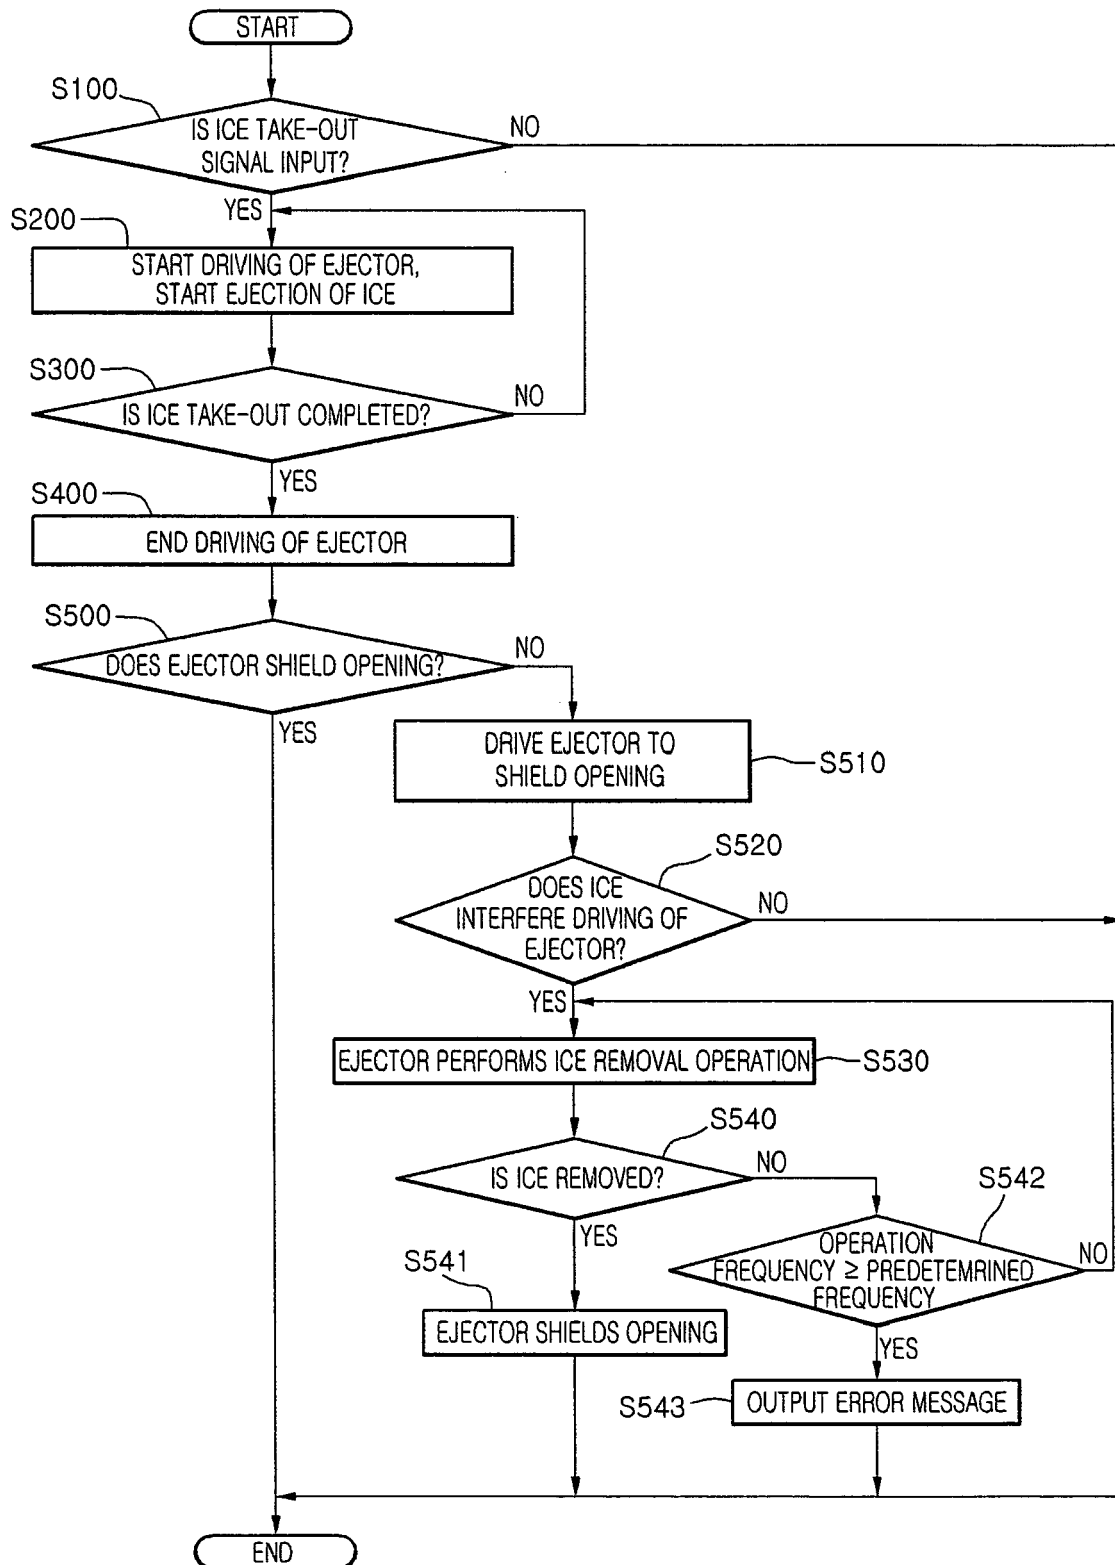 START
S100
IS ICE TAKE-OUT
SIGNAL INPUT?
NO
YES
S200
START DRIVING OF EJECTOR,
START EJECTION OF ICE
S300
IS ICE TAKE-OUT COMPLETED?
NO
YES
S400
END DRIVING OF EJECTOR
S500
DOES EJECTOR SHIELD OPENING?
NO
YES
DRIVE EJECTOR TO
SHIELD OPENING
S510
S520
DOES ICE
INTERFERE DRIVING OF
EJECTOR?
NO
YES
EJECTOR PERFORMS ICE REMOVAL OPERATION
S530
S540
IS ICE REMOVED?
NO
YES
S542
OPERATION
FREQUENCY ≥ PREDETEMRINED
FREQUENCY
NO
YES
S541
EJECTOR SHIELDS OPENING
S543
OUTPUT ERROR MESSAGE
END